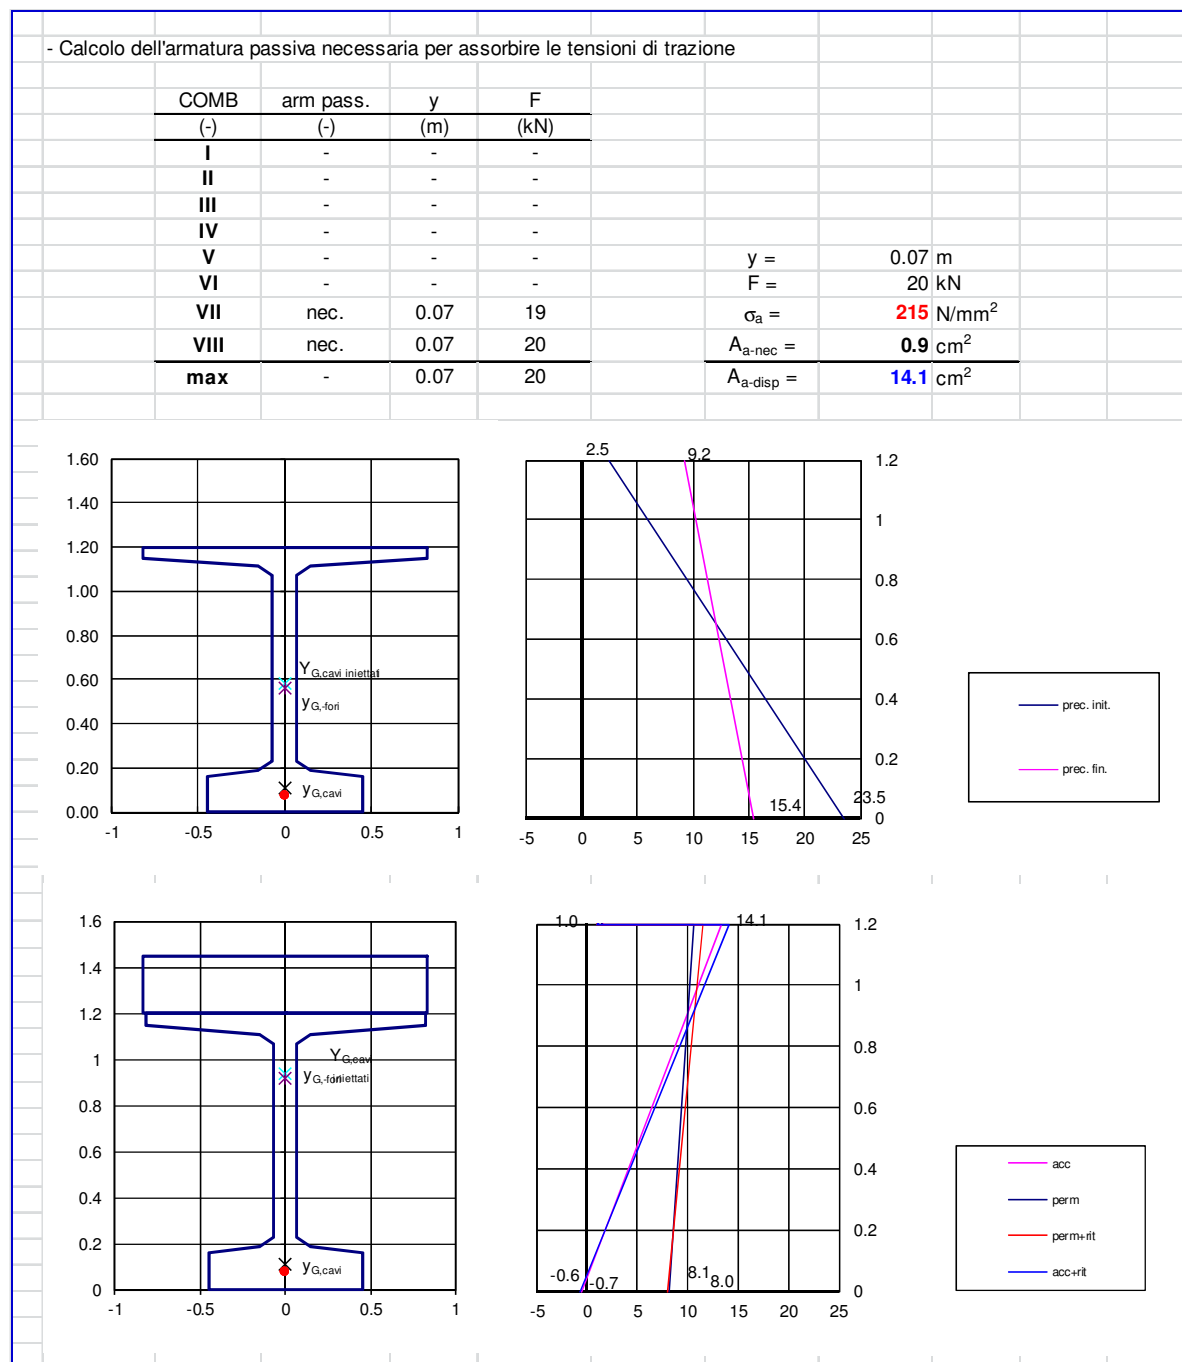 - Calcolo dell'armatura passiva necessaria per assorbire le tensioni di trazione
COMB arm pass. y F
(-) (-) (m) (kN)
I - - -
II - - -
III - - -
IV - - -
V - - - y = 0.07 m
VI - - - F = 20 kN
VII nec. 0.07 19 σa = 215 N/mm2
VIII nec. 0.07 20 Aa-nec = 0.9 cm2
max - 0.07 20 Aa-disp = 14.1 cm2
1.60
1.40
1.20
1.00
0.80
0.60
0.40
0.20
0.00
-1 -0.5 0 0.5 1
YG,cavi iniettati
yG,-fori
yG,cavi
2.5 9.2
1.2
1
0.8
0.6
0.4
0.2
0
15.4 23.5
-5 0 5 10 15 20 25
prec. init.
prec. fin.
1.6
1.4
1.2
1
0.8
0.6
0.4
0.2
0
-1 -0.5 0 0.5 1
YG,cavi
iniettati
yG,-fori
yG,cavi
1.0 14.1
1.2
1
0.8
0.6
0.4
0.2
0
-0.6 -0.7 8.1 8.0
-5 0 5 10 15 20 25
acc
perm
perm+rit
acc+rit